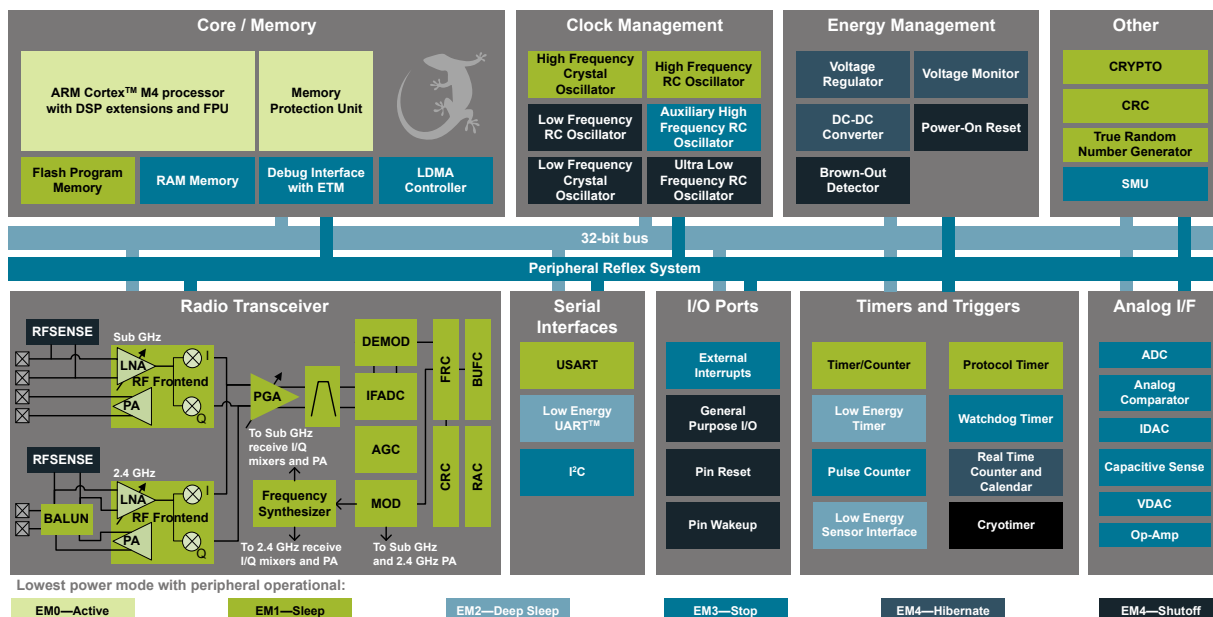 Core / Memory
ARM Cortex™ M4 processor
with DSP extensions and FPU
Memory
Protection Unit
Flash Program
Memory
RAM Memory
Debug Interface
with ETM
LDMA
Controller
Clock Management
High Frequency
Crystal
Oscillator
High Frequency
RC Oscillator
Low Frequency
RC Oscillator
Auxiliary High
Frequency RC
Oscillator
Low Frequency
Crystal
Oscillator
Ultra Low
Frequency RC
Oscillator
Energy Management
Voltage
Regulator
Voltage Monitor
DC-DC
Converter
Power-On Reset
Brown-Out
Detector
Other
CRYPTO
CRC
True Random
Number Generator
SMU
32-bit bus
Peripheral Reflex System
Radio Transceiver
RFSENSE
Sub GHz
LNA
I
RF Frontend
PA
Q
RFSENSE
2.4 GHz
LNA
I
BALUN
RF Frontend
PA
Q
PGA
To Sub GHz
receive I/Q
mixers and PA
Frequency
Synthesizer
To 2.4 GHz receive
I/Q mixers and PA
DEMOD
IFADC
AGC
MOD
To Sub GHz
and 2.4 GHz PA
FRC
BUFC
CRC
RAC
Serial
Interfaces
USART
Low Energy
UART™
I²C
I/O Ports
External
Interrupts
General
Purpose I/O
Pin Reset
Pin Wakeup
Timers and Triggers
Timer/Counter
Protocol Timer
Low Energy
Timer
Watchdog Timer
Pulse Counter
Real Time
Counter and
Calendar
Low Energy
Sensor Interface
Cryotimer
Analog I/F
ADC
Analog
Comparator
IDAC
Capacitive Sense
VDAC
Op-Amp
Lowest power mode with peripheral operational:
EM0—Active
EM1—Sleep
EM2—Deep Sleep
EM3—Stop
EM4—Hibernate
EM4—Shutoff